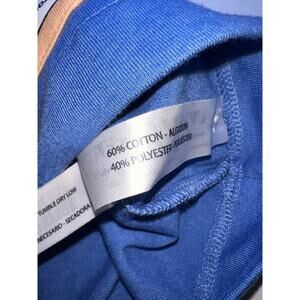 60% COTTON - ALGODON
40% POLYESTER - POLIESTER
TUMBLE DRY LOW
NECESARIO - SECADORA